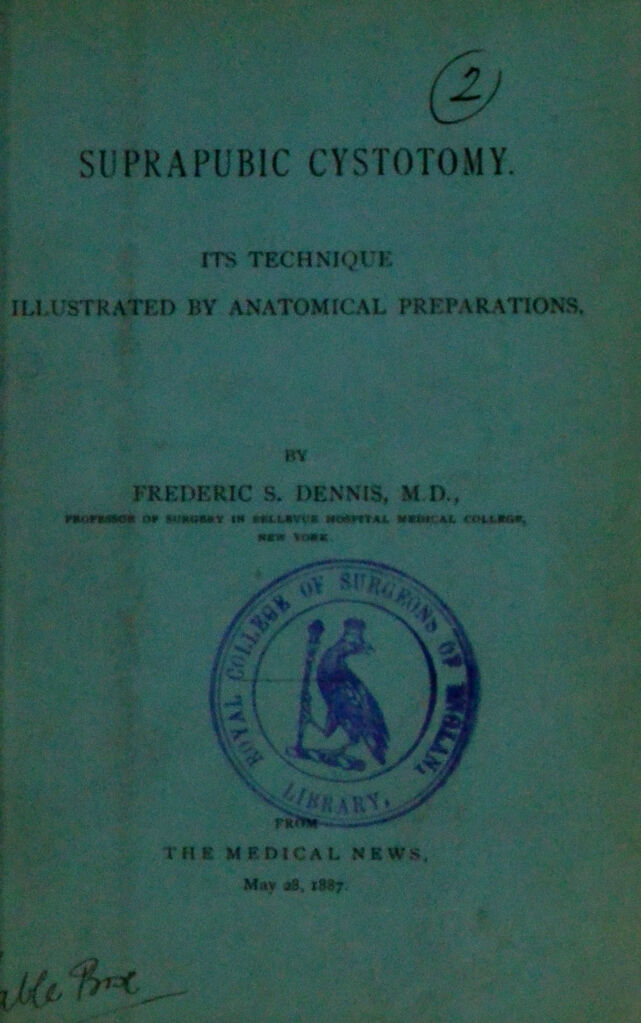 2
SUPRAPUBIC CYSTOTOMY.
ITS TECHNIQUE
ILLUSTRATED BY ANATOMICAL PREPARATIONS.
BY
FREDERIC S. DENNIS, M.D.,
PROFESSOR OF SURGERY IN BELLEVUE HOSPITAL MEDICAL COLLEGE,
NEW YORK.
ROYAL COLLEGE OF SURGEONS OF ENGLAND
LIBRARY.
FROM
THE MEDICAL NEWS,
May 28, 1887.